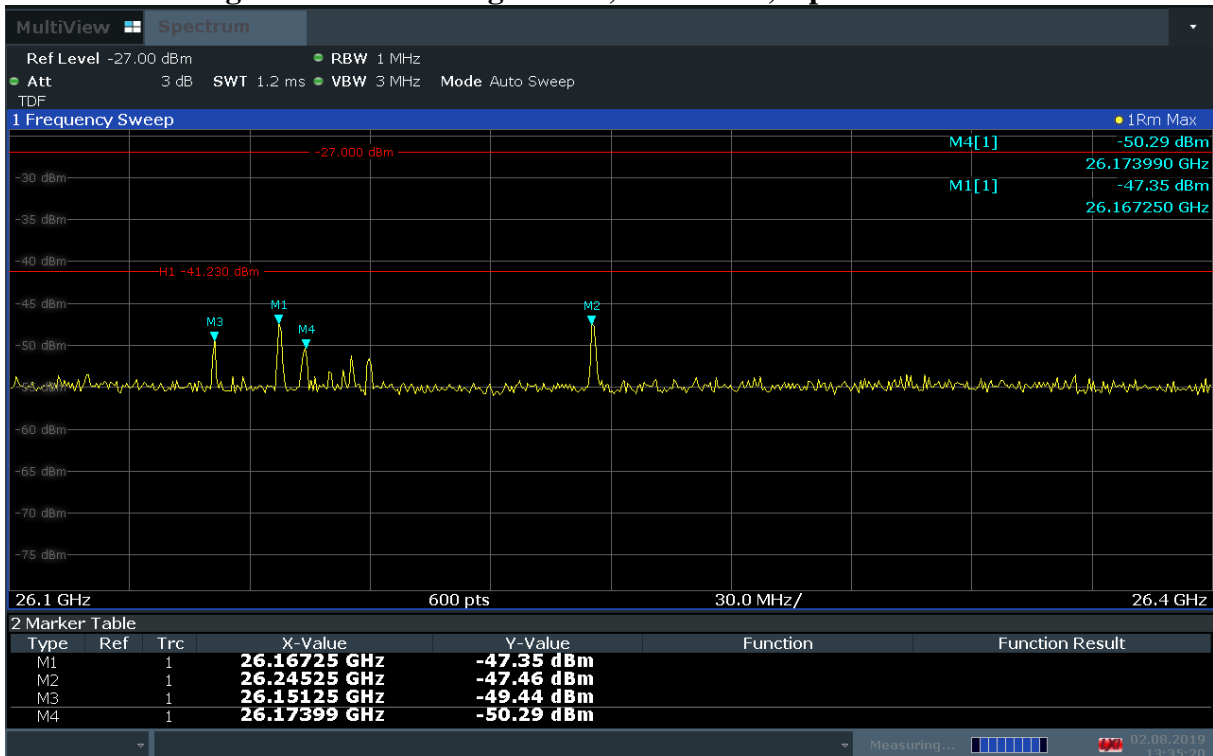 MultiView Spectrum
Ref Level -27.00 dBm RBW 1 MHz
Att 3 dB SWT 1.2 ms VBW 3 MHz Mode Auto Sweep
TDF
1 Frequency Sweep 1Rm Max
M4[1] -50.29 dBm
26.173990 GHz
M1[1] -47.35 dBm
26.167250 GHz
-27.000 dBm
-30 dBm
-35 dBm
-40 dBm
H1 -41.230 dBm
-45 dBm
M1
M2
M3
M4
-50 dBm
-55 dBm
-60 dBm
-65 dBm
-70 dBm
-75 dBm
26.1 GHz 600 pts 30.0 MHz/ 26.4 GHz
2 Marker Table
Type Ref Trc X-Value Y-Value Function Function Result
M1 1 26.16725 GHz -47.35 dBm
M2 1 26.24525 GHz -47.46 dBm
M3 1 26.15125 GHz -49.44 dBm
M4 1 26.17399 GHz -50.29 dBm
Measuring... 02.08.2019
13:35:20